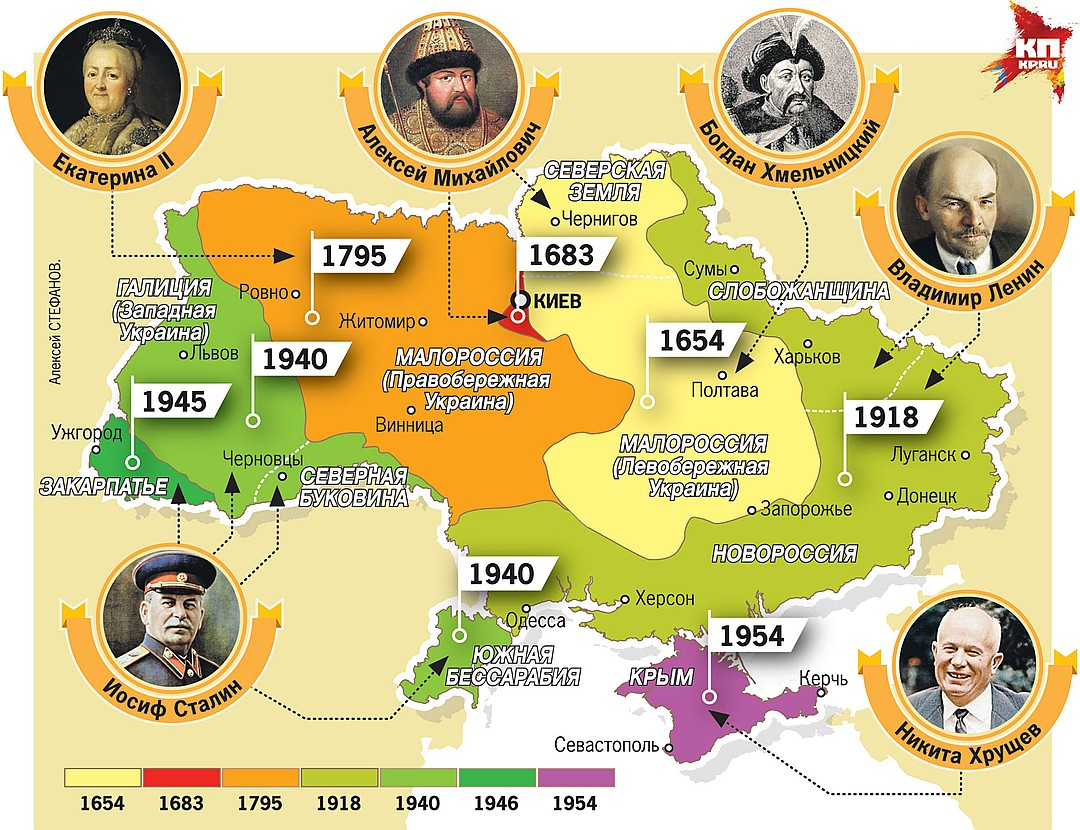 КП
KP.RU
Екатерина II
Алексей Михайлович
Богдан Хмельницкий
Владимир Ленин
СЕВЕРСКАЯ
ЗЕМЛЯ
Чернигов
1795
1683
Сумы
СЛОБОЖАНЩИНА
Алексей СТЕФАНОВ.
ГАЛИЦИЯ
(Западная
Украина)
Ровно
КИЕВ
Житомир
Львов
1940
МАЛОРОССИЯ
(Правобережная
Украина)
1654
Харьков
Полтава
1945
Винница
1918
Ужгород
Черновцы
МАЛОРОССИЯ
(Левобережная
Украина)
Луганск
ЗАКАРПАТЬЕ
СЕВЕРНАЯ
БУКОВИНА
Донецк
Запорожье
НОВОРОССИЯ
1940
Херсон
Одесса
1954
ЮЖНАЯ
БЕССАРАБИЯ
КРЫМ
Керчь
Иосиф Сталин
Севастополь
Никита Хрущев
1654
1683
1795
1918
1940
1946
1954